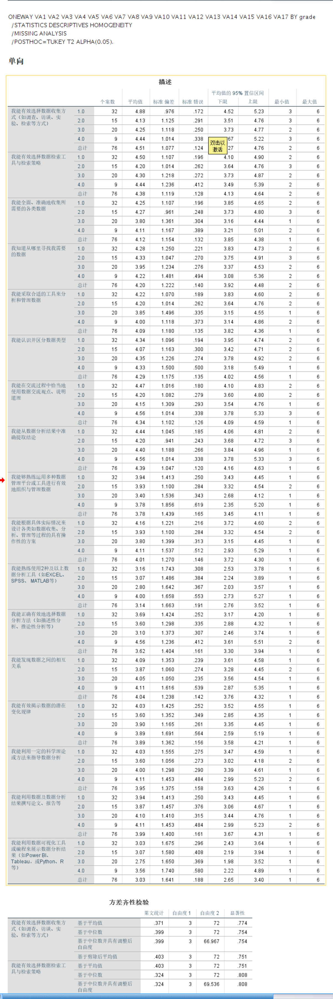 ONEWAY VA1 VA2 VA3 VA4 VA5 VA6 VA7 VA8 VA9 VA10 VA11 VA12 VA13 VA14 VA15 VA16 VA17 BY grade
/STATISTICS DESCRIPTIVES HOMOGENEITY
/MISSING ANALYSIS
/POSTHOC=TUKEY T2 ALPHA(0.05).
单向
描述
平均值的 95% 置信区间
个案数 平均值 标准 偏差 标准 错误 下限 上限 最小值 最大值
我能有效选择数据收集方 1.0 32 4.88 .976 .172 4.52 5.23 3 6
式（如调查、访谈、实 2.0 15 4.13 1.125 .291 3.51 4.76 3 6
验、检索等方式） 3.0 20 4.25 1.118 .250 3.73 4.77 2 6
4.0 9 4.44 1.014 .338 67 5.22 3 6
总计 76 4.51 1.077 .124 27 4.76 2 6
双击以
激活
我能有效选择数据检索工 1.0 32 4.50 1.107 .196 4.10 4.90 2 6
具与检索策略 2.0 15 4.20 1.014 .262 3.64 4.76 3 6
3.0 20 4.30 1.218 .272 3.73 4.87 2 6
4.0 9 4.44 1.236 .412 3.49 5.39 2 6
总计 76 4.38 1.119 .128 4.13 4.64 2 6
我能全面、准确地收集所 1.0 32 4.25 1.107 .196 3.85 4.65 2 6
需要的各类数据 2.0 15 4.27 .961 .248 3.73 4.80 3 6
3.0 20 3.80 1.361 .304 3.16 4.44 1 6
4.0 9 4.11 1.167 .389 3.21 5.01 2 6
总计 76 4.12 1.154 .132 3.85 4.38 1 6
我知道从哪里寻找我需要 1.0 32 4.28 1.250 .221 3.83 4.73 2 6
的数据 2.0 15 4.33 1.047 .270 3.75 4.91 3 6
3.0 20 3.95 1.234 .276 3.37 4.53 2 6
4.0 9 4.22 1.481 .494 3.08 5.36 2 6
总计 76 4.20 1.222 .140 3.92 4.48 2 6
我能采取合适的工具来分 1.0 32 4.22 1.070 .189 3.83 4.60 2 6
析和管理数据 2.0 15 4.20 1.014 .262 3.64 4.76 2 6
3.0 20 3.85 1.496 .335 3.15 4.55 1 6
4.0 9 4.00 1.118 .373 3.14 4.86 2 6
总计 76 4.09 1.180 .135 3.82 4.36 1 6
我能认识并区分数据类型 1.0 32 4.34 1.096 .194 3.95 4.74 2 6
2.0 15 4.07 1.163 .300 3.42 4.71 2 6
3.0 20 4.35 1.226 .274 3.78 4.92 2 6
4.0 9 4.33 1.500 .500 3.18 5.49 1 6
总计 76 4.29 1.175 .135 4.02 4.56 1 6
我能在交流过程中恰当地 1.0 32 4.47 1.016 .180 4.10 4.83 2 6
使用数据交流观点、说明 2.0 15 4.20 1.082 .279 3.60 4.80 2 6
道理 3.0 20 4.15 1.309 .293 3.54 4.76 1 6
4.0 9 4.56 1.014 .338 3.78 5.33 3 6
总计 76 4.34 1.102 .126 4.09 4.59 1 6
我能从数据分析结果中准 1.0 32 4.44 1.045 .185 4.06 4.81 2 6
确提取结论 2.0 15 4.20 .941 .243 3.68 4.72 3 6
3.0 20 4.40 1.188 .266 3.84 4.96 1 6
4.0 9 4.56 1.014 .338 3.78 5.33 3 6
总计 76 4.39 1.047 .120 4.16 4.63 1 6
我能够熟练运用多种数据 1.0 32 3.94 1.413 .250 3.43 4.45 1 6
管理平台或工具进行有效 2.0 15 3.93 1.100 .284 3.32 4.54 2 6
地组织与管理数据 3.0 20 3.40 1.536 .343 2.68 4.12 1 6
4.0 9 3.78 1.856 .619 2.35 5.20 1 6
总计 76 3.78 1.439 .165 3.45 4.11 1 6
我能根据具体实际情况来 1.0 32 4.16 1.221 .216 3.72 4.60 2 6
设计各类如数据收集、分 2.0 15 3.93 1.100 .284 3.32 4.54 2 6
析、管理等过程的具有操 3.0 20 3.80 1.399 .313 3.15 4.45 1 6
作性的方案 4.0 9 4.11 1.537 .512 2.93 5.29 1 6
总计 76 4.01 1.270 .146 3.72 4.30 1 6
我能熟练使用2种及以上数 1.0 32 3.16 1.743 .308 2.53 3.78 1 6
据分析工具（如EXCEL、 2.0 15 3.07 1.486 .384 2.24 3.89 1 6
SPSS、 MATLAB等） 3.0 20 2.80 1.642 .367 2.03 3.57 1 6
4.0 9 4.00 1.658 .553 2.73 5.27 1 6
总计 76 3.14 1.663 .191 2.76 3.52 1 6
我能正确有效地选择数据 1.0 32 3.69 1.424 .252 3.17 4.20 1 6
分析方法（如描述性分 2.0 15 3.60 1.298 .335 2.88 4.32 1 6
析、推论性分析等） 3.0 20 3.10 1.373 .307 2.46 3.74 1 6
4.0 9 4.56 1.236 .412 3.61 5.51 2 6
总计 76 3.62 1.404 .161 3.30 3.94 1 6
我能发现数据之间的相互 1.0 32 4.09 1.353 .239 3.61 4.58 1 6
关系 2.0 15 3.87 1.060 .274 3.28 4.45 2 6
3.0 20 4.05 1.050 .235 3.56 4.54 1 6
4.0 9 4.11 1.616 .539 2.87 5.35 1 6
总计 76 4.04 1.238 .142 3.76 4.32 1 6
我能有效揭示数据的潜在 1.0 32 4.03 1.425 .252 3.52 4.55 1 6
变化规律 2.0 15 3.60 1.352 .349 2.85 4.35 1 6
3.0 20 3.90 1.165 .261 3.35 4.45 1 6
4.0 9 3.89 1.691 .564 2.59 5.19 1 6
总计 76 3.89 1.362 .156 3.58 4.21 1 6
我能利用一定的科学理论 1.0 32 4.03 1.555 .275 3.47 4.59 1 6
或方法来指导数据分析 2.0 15 3.60 1.056 .273 3.02 4.18 2 6
3.0 20 4.00 1.298 .290 3.39 4.61 1 6
4.0 9 4.11 1.453 .484 2.99 5.23 2 6
总计 76 3.95 1.375 .158 3.63 4.26 1 6
我能利用数据及数据分析 1.0 32 3.94 1.413 .250 3.43 4.45 1 6
结果撰写论文、报告等 2.0 15 3.87 1.457 .376 3.06 4.67 1 6
3.0 20 4.10 1.410 .315 3.44 4.76 1 6
4.0 9 4.11 1.453 .484 2.99 5.23 2 6
总计 76 3.99 1.400 .161 3.67 4.31 1 6
我能利用数据可视化工具 1.0 32 3.03 1.675 .296 2.43 3.64 1 6
或编程来展示数据分析结 2.0 15 3.07 1.580 .408 2.19 3.94 1 6
果（如Power BI、
Tableau，或Python、R 3.0 20 2.75 1.650 .369 1.98 3.52 1 6
等） 4.0 9 3.56 1.740 .580 2.22 4.89 1 6
总计 76 3.03 1.641 .188 2.65 3.40 1 6
方差齐性检验
莱文统计 自由度 1 自由度 2 显著性
我能有效选择数据收集方 基于平均值 .371 3 72 .774
式（如调查、访谈、实 基于中位数 .399 3 72 .754
验、检索等方式） 基于中位数并具有调整后 .399 3 66.967 .754
自由度
基于剪除后平均值 .403 3 72 .751
我能有效选择数据检索工 基于平均值 .403 3 72 .751
具与检索策略 基于中位数 .324 3 72 .808
基于中位数并具有调整后 .324 3 69.536 .808
自由度